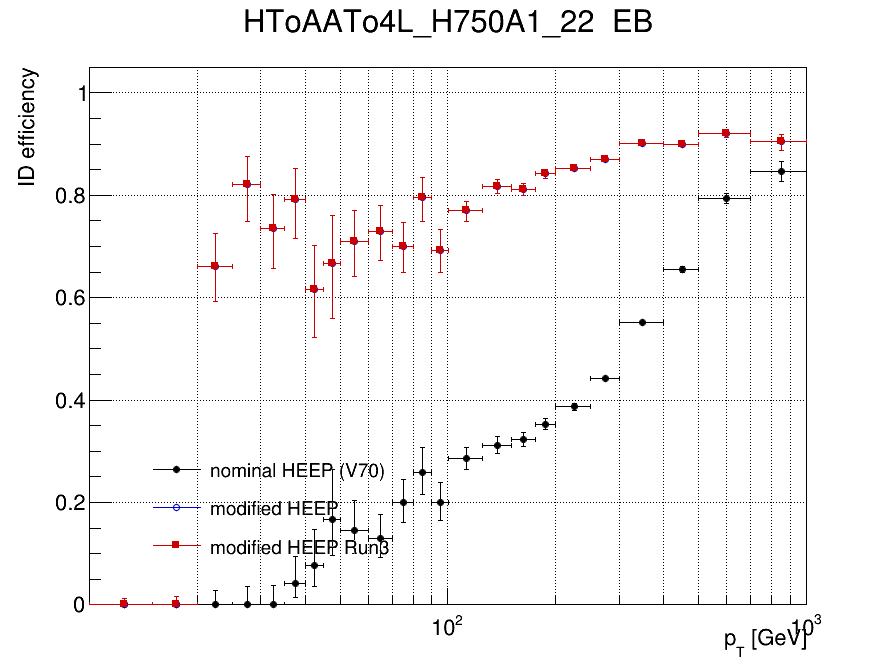 HToAATo4L_H750A1_22 EB
ID efficiency
1
0.8
0.6
0.4
0.2
0
nominal HEEP (V70)
modified HEEP
modified HEEP Run3
10²
10³
p_T [GeV]